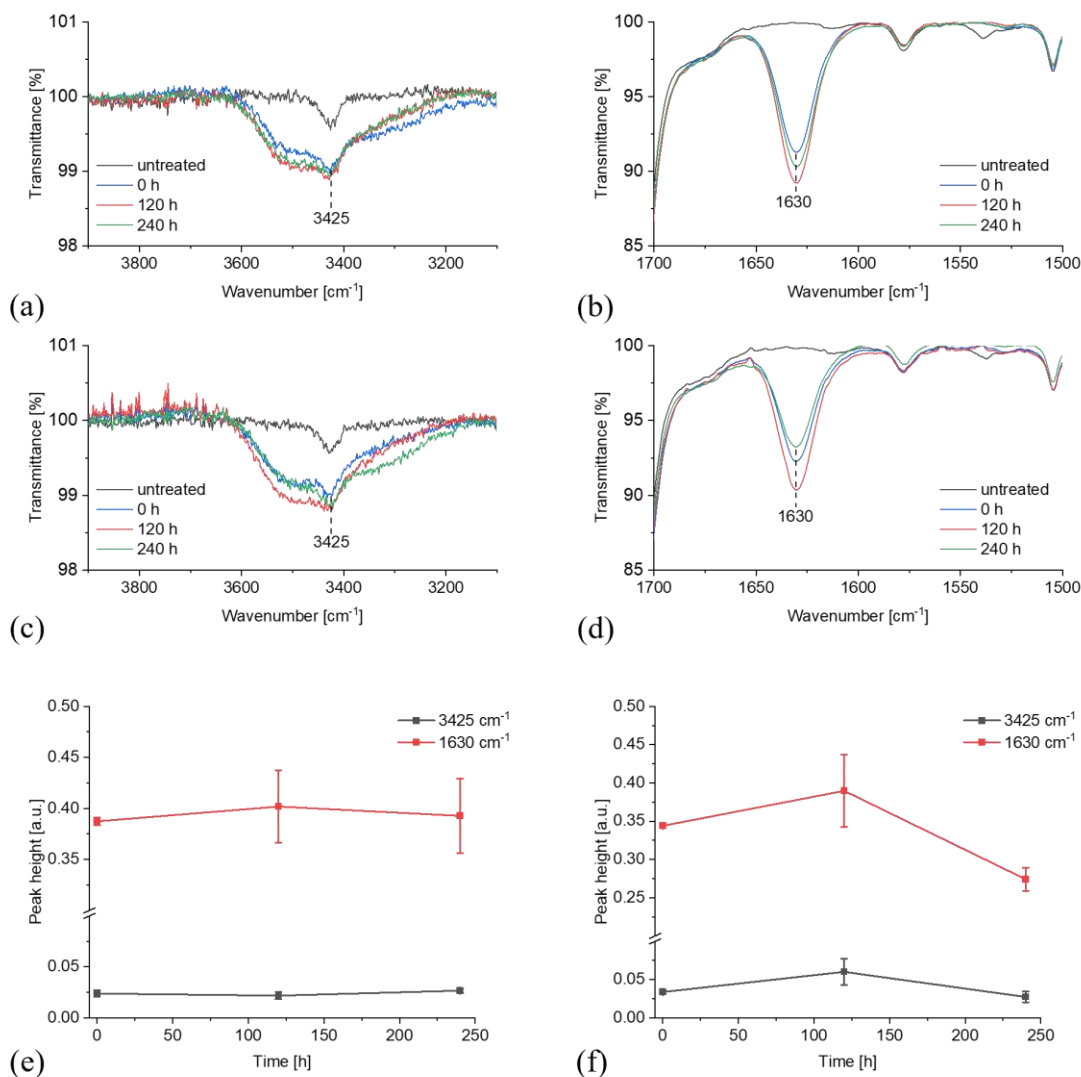 101
100
99
98
Transmittance [%]
untreated
0 h
120 h
240 h
3425
3800
3600
3400
3200
Wavenumber [cm-1]
(a)
100
95
90
85
Transmittance [%]
untreated
0 h
120 h
240 h
1630
1700
1650
1600
1550
1500
Wavenumber [cm-1]
(b)
101
100
99
98
Transmittance [%]
untreated
0 h
120 h
240 h
3425
3800
3600
3400
3200
Wavenumber [cm-1]
(c)
100
95
90
85
Transmittance [%]
untreated
0 h
120 h
240 h
1630
1700
1650
1600
1550
1500
Wavenumber [cm-1]
(d)
0.50
0.45
0.40
0.35
0.05
0.00
Peak height [a.u.]
3425 cm-1
1630 cm-1
0
50
100
150
200
250
Time [h]
(e)
0.50
0.45
0.40
0.35
0.30
0.25
0.05
0.00
Peak height [a.u.]
3425 cm-1
1630 cm-1
0
50
100
150
200
250
Time [h]
(f)